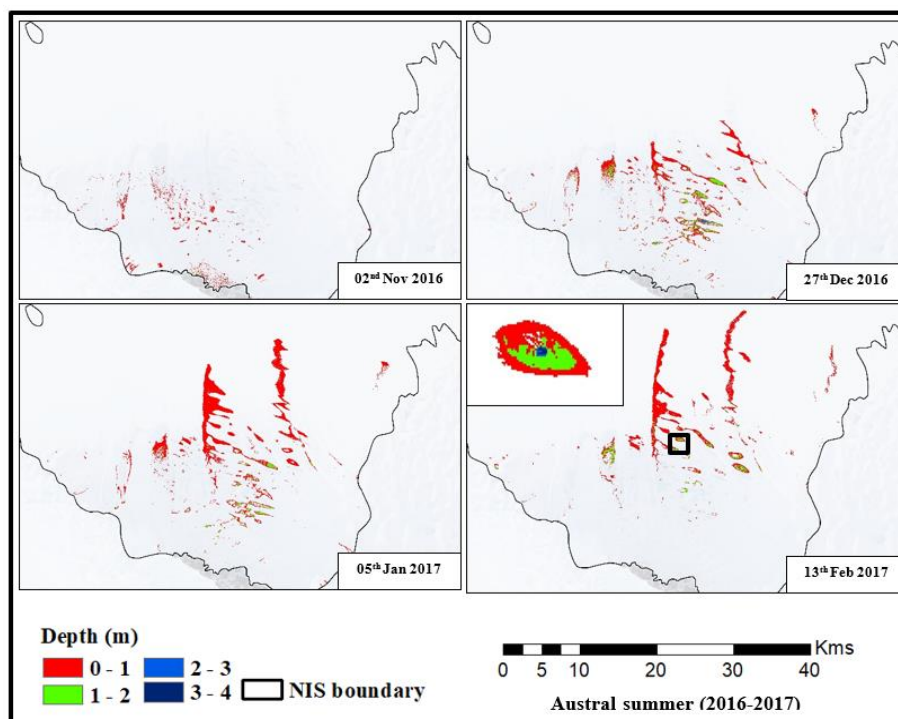 02nd Nov 2016
27th Dec 2016
05th Jan 2017
13th Feb 2017
Depth (m)
0 - 1
2 - 3
1 - 2
3 - 4
NIS boundary
Kms
0 5 10 20 30 40
Austral summer (2016-2017)